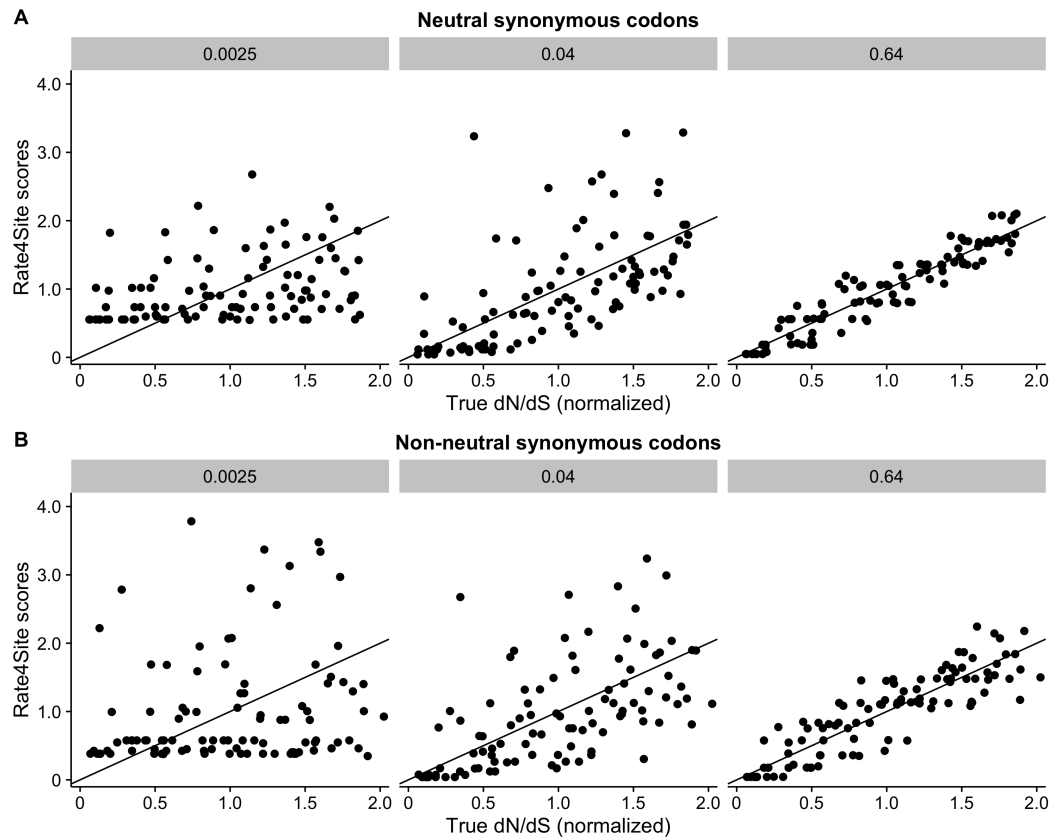 A
Neutral synonymous codons
0.0025 0.04 0.64
4.0
3.0
2.0
1.0
0
Rate4Site scores
0 0.5 1.0 1.5 2.0 0 0.5 1.0 1.5 2.0 0 0.5 1.0 1.5 2.0
True dN/dS (normalized)
B
Non-neutral synonymous codons
0.0025 0.04 0.64
4.0
3.0
2.0
1.0
0
Rate4Site scores
0 0.5 1.0 1.5 2.0 0 0.5 1.0 1.5 2.0 0 0.5 1.0 1.5 2.0
True dN/dS (normalized)